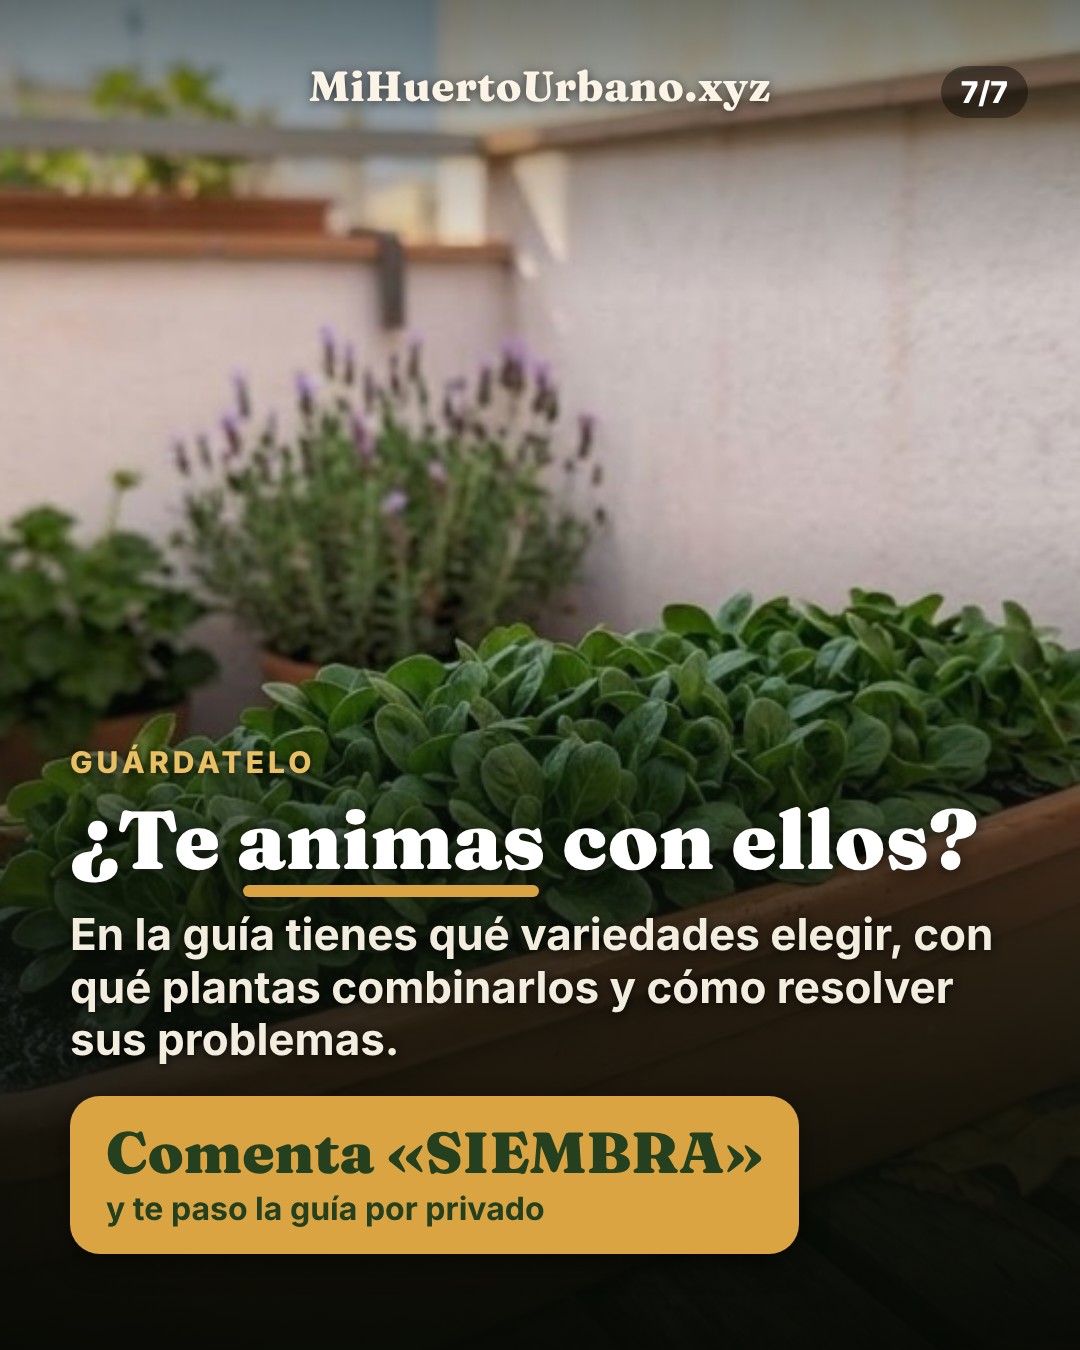 MiHuertoUrbano.xyz
7/7
GUÁRDATELO
¿Te animas con ellos?
En la guía tienes qué variedades elegir, con
qué plantas combinarlos y cómo resolver
sus problemas.
Comenta «SIEMBRA»
y te paso la guía por privado